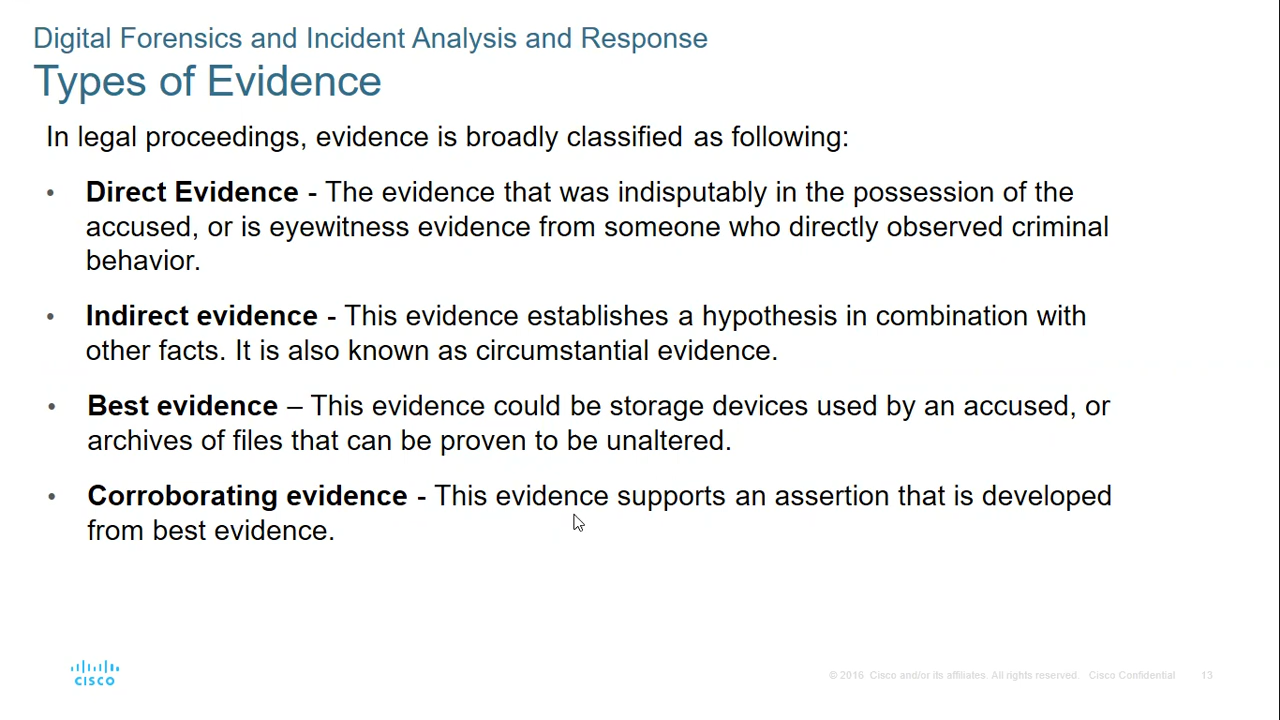 Digital Forensics and Incident Analysis and Response
Types of Evidence
In legal proceedings, evidence is broadly classified as following:
• Direct Evidence - The evidence that was indisputably in the possession of the
accused, or is eyewitness evidence from someone who directly observed criminal
behavior.
• Indirect evidence - This evidence establishes a hypothesis in combination with
other facts. It is also known as circumstantial evidence.
• Best evidence – This evidence could be storage devices used by an accused, or
archives of files that can be proven to be unaltered.
• Corroborating evidence - This evidence supports an assertion that is developed
from best evidence.
CISCO
© 2016 Cisco and/or its affiliates. All rights reserved. Cisco Confidential 13